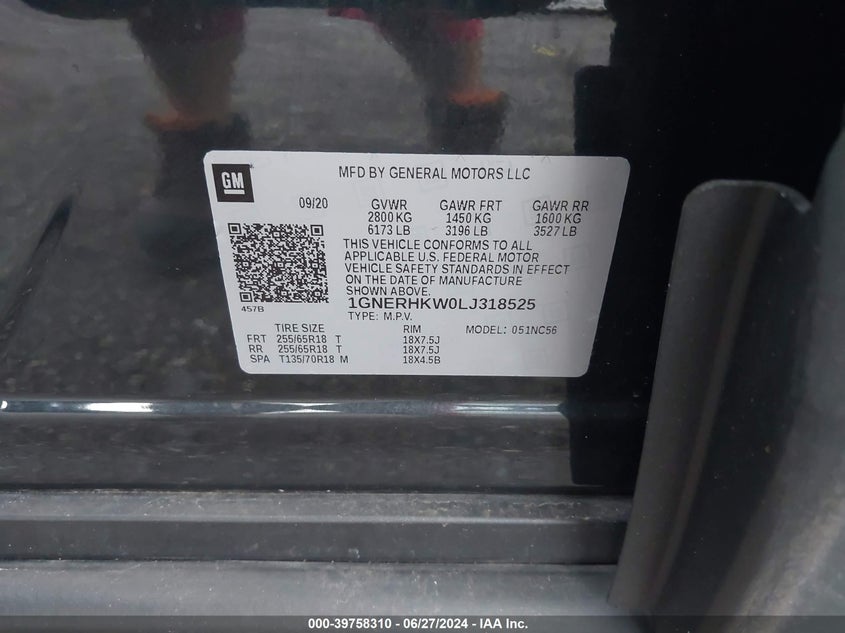 GM
MFD BY GENERAL MOTORS LLC
09/20 GVWR GAWR FRT GAWR RR
2800 KG 1450 KG 1600 KG
6173 LB 3196 LB 3527 LB
THIS VEHICLE CONFORMS TO ALL
APPLICABLE U.S. FEDERAL MOTOR
VEHICLE SAFETY STANDARDS IN EFFECT
ON THE DATE OF MANUFACTURE
SHOWN ABOVE.
457B
1GNERHKW0LJ318525
TYPE: M.P.V.
TIRE SIZE RIM MODEL: 051NC56
FRT 255/65R18 T 18X7.5J
RR 255/65R18 T 18X7.5J
SPA T135/70R18 M 18X4.5B
000-39758310 / 06/27/2024 - IAA Inc.